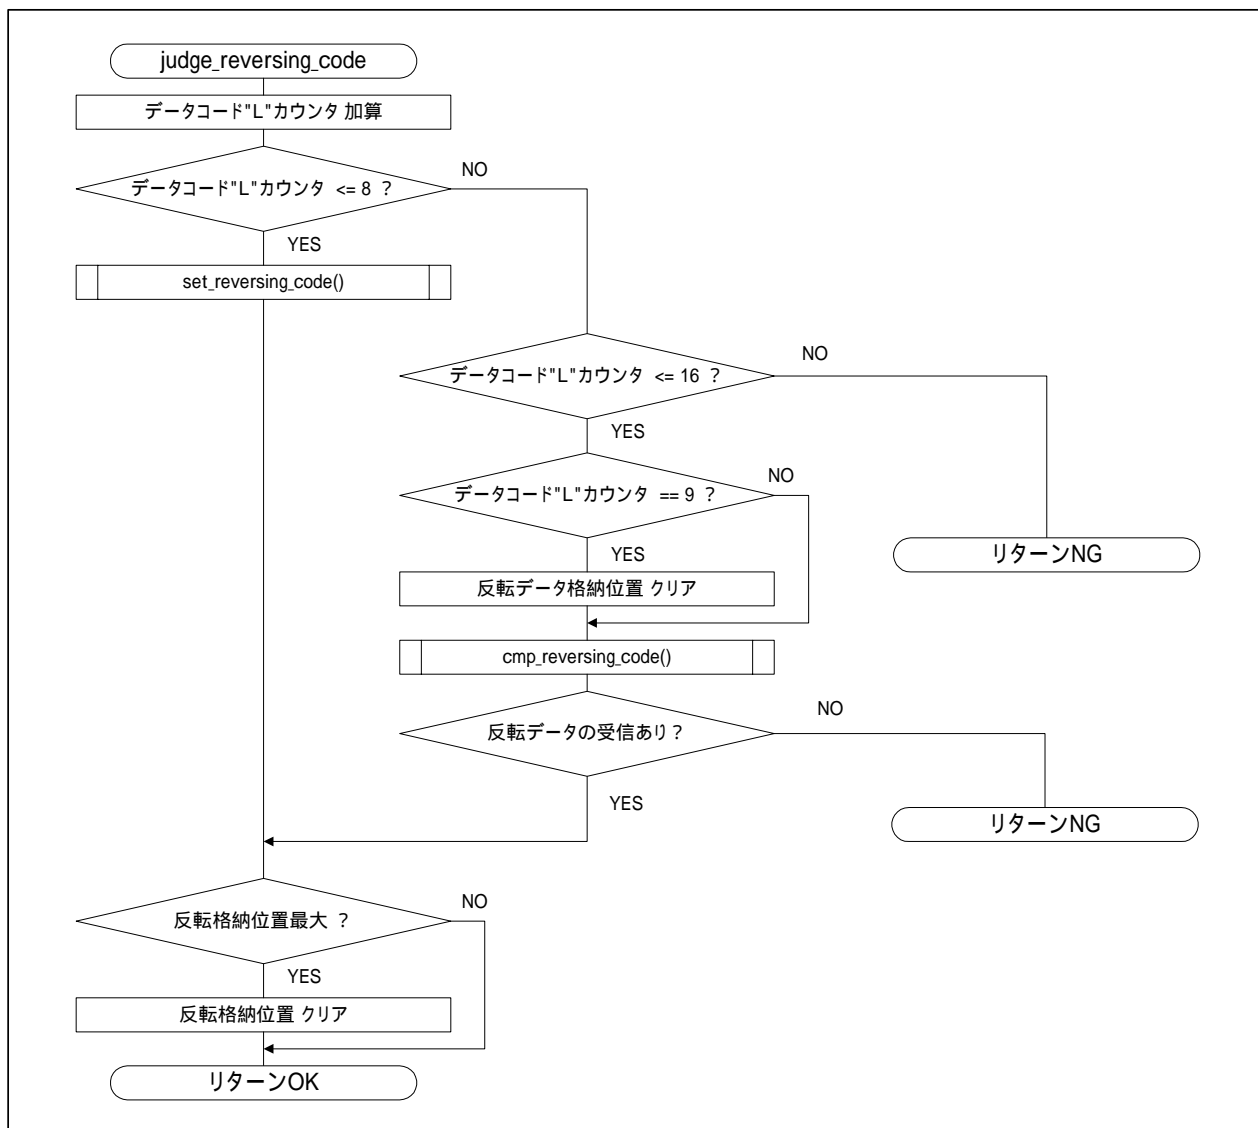 judge_reversing_code
データコード"L"カウンタ 加算
データコード"L"カウンタ <= 8 ?
NO
YES
set_reversing_code()
データコード"L"カウンタ <= 16 ?
NO
YES
データコード"L"カウンタ == 9 ?
NO
YES
リターンNG
反転データ格納位置 クリア
cmp_reversing_code()
反転データの受信あり?
NO
YES
リターンNG
反転格納位置最大 ?
NO
YES
反転格納位置 クリア
リターンOK